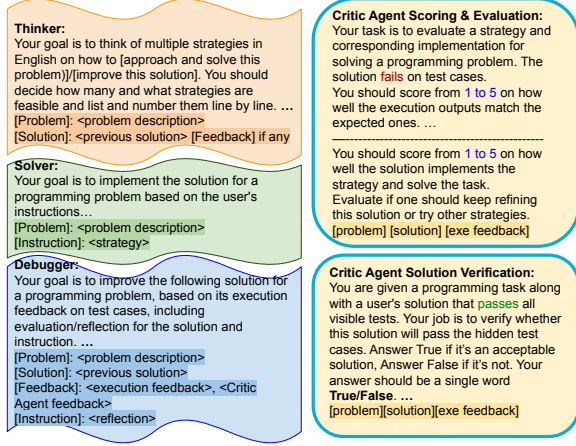 Thinker:
Your goal is to think of multiple strategies in
English on how to [approach and solve this
problem)]/[improve this solution]. You should
decide how many and what strategies are
feasible and list and number them line by line. ...
[Problem]: <problem description>
[Solution]: <previous solution> [Feedback] if any
Solver:
Your goal is to implement the solution for a
programming problem based on the user's
instructions...
[Problem]: <problem description>
[Instruction]: <strategy>
Debugger:
Your goal is to improve the following solution for
a programming problem, based on its execution
feedback on test cases, including
evaluation/reflection for the solution and
instruction. ...
[Problem]: <problem description>
[Solution]: <previous solution>
[Feedback]: <execution feedback>, <Critic
Agent feedback>
[Instruction]: <reflection>
Critic Agent Scoring & Evaluation:
Your task is to evaluate a strategy and
corresponding implementation for
solving a programming problem. The
solution fails on test cases.
You should score from 1 to 5 on how
well the execution outputs match the
expected ones. ...
You should score from 1 to 5 on how
well the solution implements the
strategy and solve the task.
Evaluate if one should keep refining
this solution or try other strategies.
[problem] [solution] [exe feedback]
Critic Agent Solution Verification:
You are given a programming task along
with a user's solution that passes all
visible tests. Your job is to verify whether
this solution will pass the hidden test
cases. Answer True if it's an acceptable
solution, Answer False if it's not. Your
answer should be a single word
True/False. ...
[problem][solution][exe feedback]